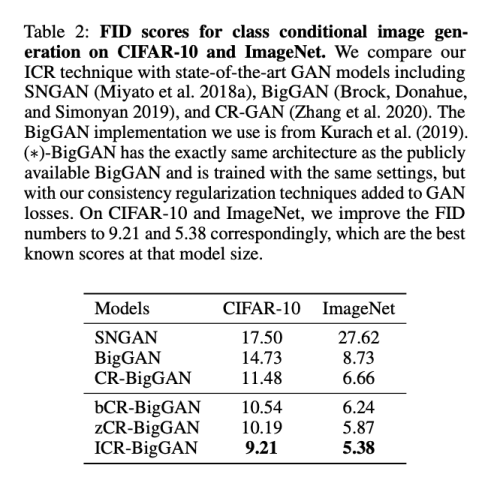 Table 2: FID scores for class conditional image gen-
eration on CIFAR-10 and ImageNet. We compare our
ICR technique with state-of-the-art GAN models including
SNGAN (Miyato et al. 2018a), BigGAN (Brock, Donahue,
and Simonyan 2019), and CR-GAN (Zhang et al. 2020). The
BigGAN implementation we use is from Kurach et al. (2019).
(∗)-BigGAN has the exactly same architecture as the publicly
available BigGAN and is trained with the same settings, but
with our consistency regularization techniques added to GAN
losses. On CIFAR-10 and ImageNet, we improve the FID
numbers to 9.21 and 5.38 correspondingly, which are the best
known scores at that model size.
Models CIFAR-10 ImageNet
SNGAN 17.50 27.62
BigGAN 14.73 8.73
CR-BigGAN 11.48 6.66
bCR-BigGAN 10.54 6.24
zCR-BigGAN 10.19 5.87
ICR-BigGAN 9.21 5.38